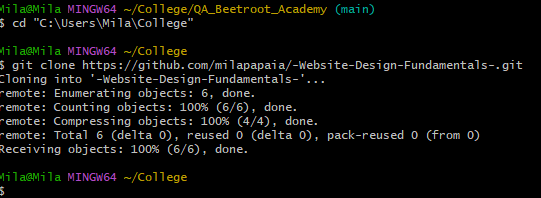 Mila@Mila MINGW64 ~/College/QA_Beetroot_Academy (main)
$ cd "C:\Users\Mila\College"
Mila@Mila MINGW64 ~/College
$ git clone https://github.com/milapapaia/-Website-Design-Fundamentals-.git
Cloning into '-Website-Design-Fundamentals-'...
remote: Enumerating objects: 6, done.
remote: Counting objects: 100% (6/6), done.
remote: Compressing objects: 100% (4/4), done.
remote: Total 6 (delta 0), reused 0 (delta 0), pack-reused 0 (from 0)
Receiving objects: 100% (6/6), done.
Mila@Mila MINGW64 ~/College
$